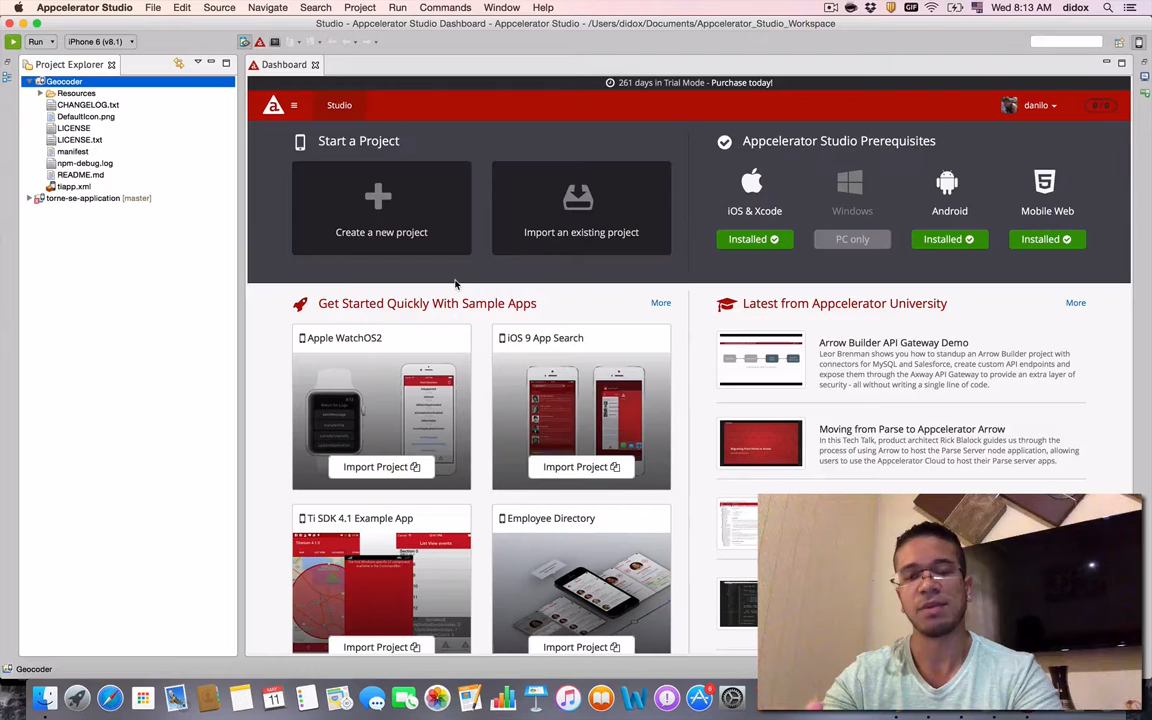 Appcelerator Studio File Edit Source Navigate Search Project Run Commands Window Help Wed 8:13 AM didox
Studio - Appcelerator Studio Dashboard - Appcelerator Studio - /Users/didox/Documents/Appcelerator_Studio_Workspace
Run iPhone 6 (v8.1)
Project Explorer
Dashboard
Geocoder
Resources
CHANGELOG.txt
DefaultIcon.png
LICENSE
LICENSE.txt
manifest
npm-debug.log
README.md
tiapp.xml
torne-se-application [master]
261 days in Trial Mode - Purchase today!
Studio
danilo
0 / 0
Start a Project
Create a new project
Import an existing project
Appcelerator Studio Prerequisites
iOS & Xcode
Windows
Android
Mobile Web
Installed
PC only
Installed
Installed
Get Started Quickly With Sample Apps
More
Apple WatchOS2
Import Project
iOS 9 App Search
Import Project
Ti SDK 4.1 Example App
Import Project
Employee Directory
Import Project
Latest from Appcelerator University
More
Arrow Builder API Gateway Demo
Leor Brenman shows you how to standup an Arrow Builder project with
connectors for MySQL and Salesforce, create custom API endpoints and
expose them through the Axway API Gateway to provide an extra layer of
security - all without writing a single line of code.
Moving from Parse to Appcelerator Arrow
In this Tech Talk, product architect Rick Blalock guides us through the
process of using Arrow to host the Parse Server node application, allowing
users to use the Appcelerator Cloud to host their Parse server apps.
Geocoder